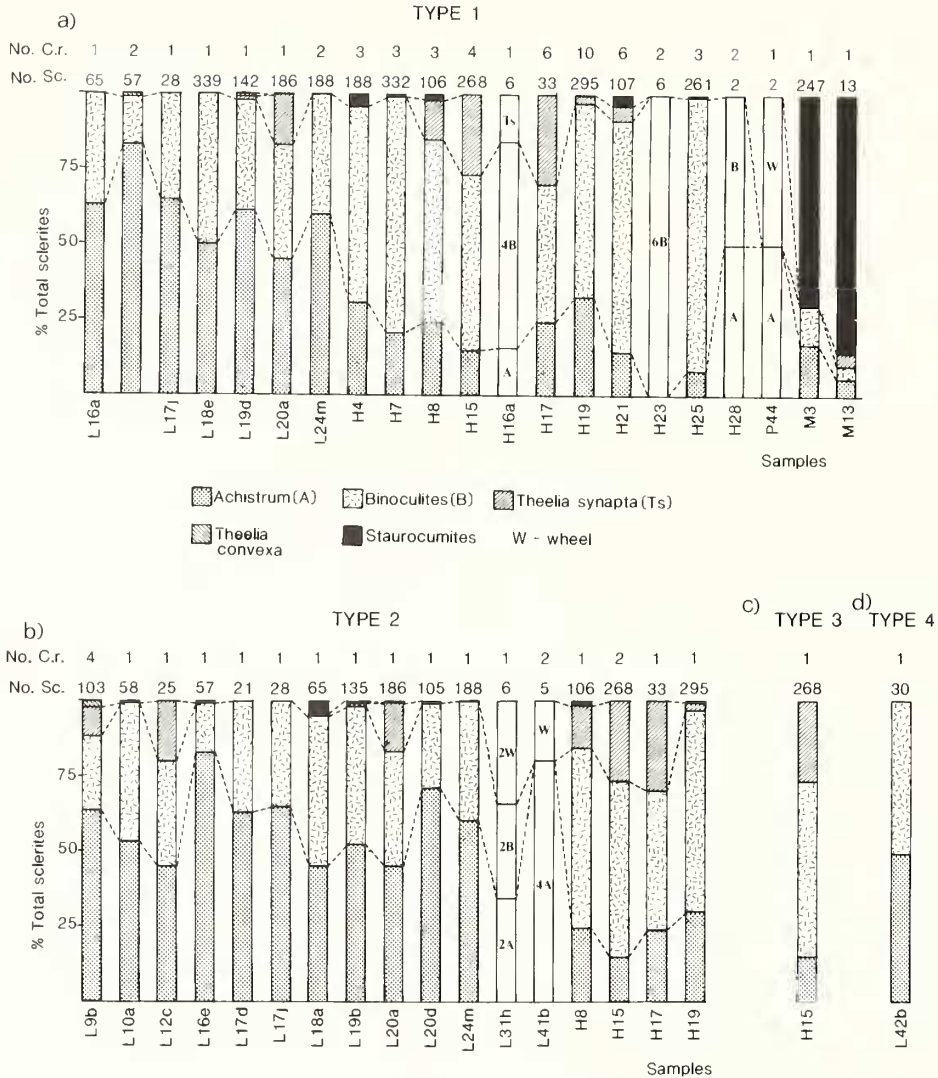 a) TYPE 1
No. C.r. 1 2 1 1 1 1 2 3 3 3 4 1 6 10 6 2 3 2 1 1 1
No. Sc. 65 57 28 339 142 186 188 188 332 106 268 6 33 295 107 6 261 2 2 247 13
Ts B W
75
4B
50
6B
25
A A A
% Total sclerites
L16a L17j L18e L19d L20a L24m H4 H7 H8 H15 H16a H17 H19 H21 H23 H25 H28 P44 M3 M13
Samples
Achistrum (A) Binoculites (B) Theelia synapta (Ts)
Theelia convexa Staurocumites W - wheel
b) TYPE 2
No. C.r. 4 1 1 1 1 1 1 1 1 1 1 1 2 1 2 1 1
No. Sc. 103 58 25 57 21 28 65 135 186 105 188 6 5 106 268 33 295
2W W
75
2B
50
4A
25
2A
% Total sclerites
L9b L10a L12c L16e L17d L17j L18a L19b L20a L20d L24m L31h L41b H8 H15 H17 H19
Samples
c) TYPE 3
1
268
H15
d) TYPE 4
1
30
L42b